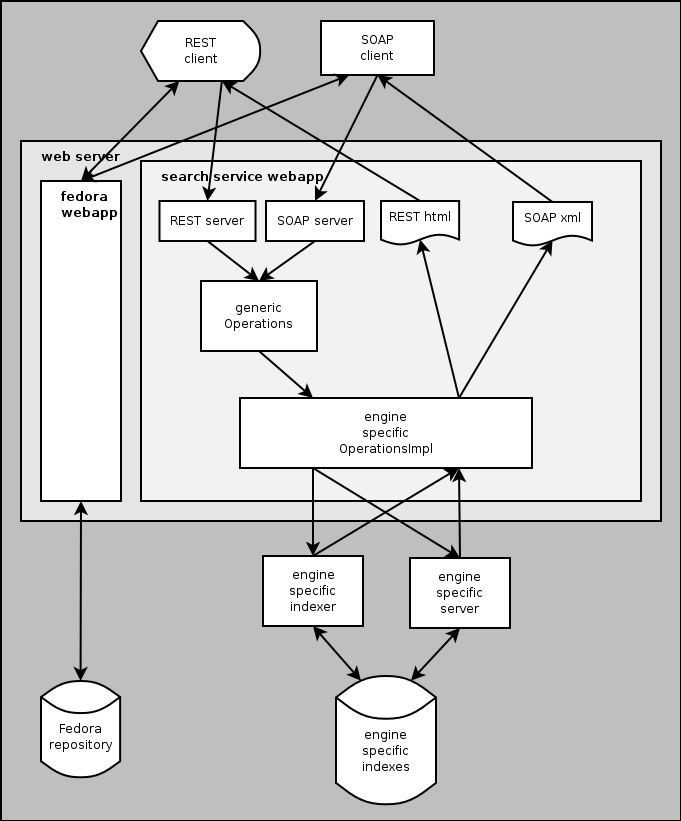 REST
client
SOAP
client
web server
fedora
webapp
search service webapp
REST server
SOAP server
REST html
SOAP xml
generic
Operations
engine
specific
OperationsImpl
engine
specific
indexer
engine
specific
server
Fedora
repository
engine
specific
indexes